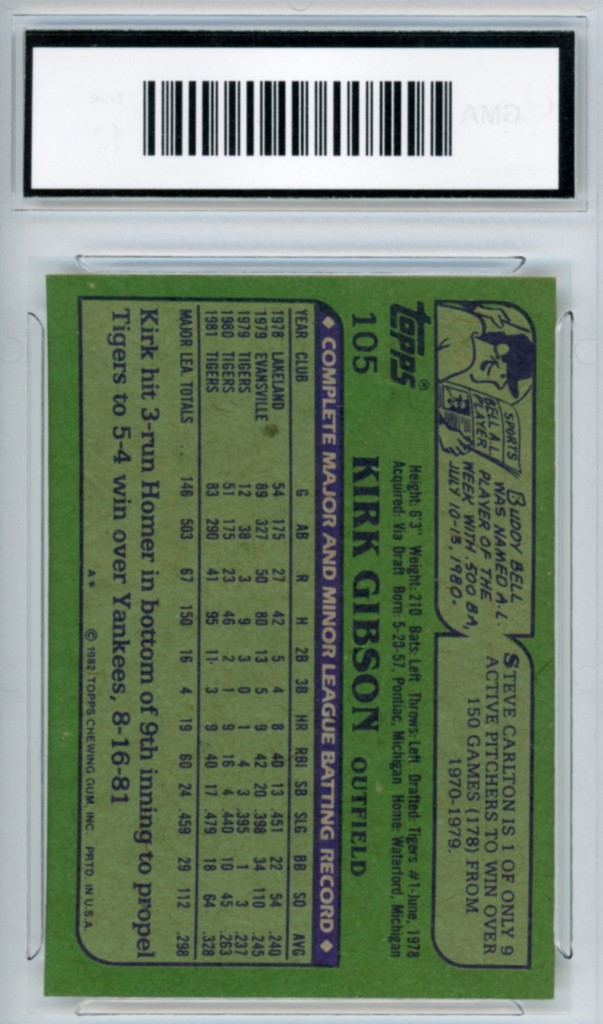 SPORTS
BELL A.L.
PLAYER
BUDDY BELL
WAS NAMED A.L.
PLAYER OF THE
WEEK WITH .500 BA,
JULY 10-13, 1980.
STEVE CARLTON IS 1 OF ONLY 9
ACTIVE PITCHERS TO WIN OVER
150 GAMES (178) FROM
1970-1979.
topps®
105 KIRK GIBSON OUTFIELD
Height: 6'3" Weight: 210 Bats: Left Throws: Left Drafted: Tigers #1-June, 1978
Acquired: Via Draft Born: 5-23-57, Pontiac, Michigan Home: Waterford, Michigan
◆ COMPLETE MAJOR AND MINOR LEAGUE BATTING RECORD ◆
YEAR CLUB G AB R H 2B 3B HR RBI SB SLG BB SO AVG
1978 LAKELAND 54 175 27 42 5 4 8 40 13 .451 22 54 .240
1979 EVANSVILLE 89 327 50 80 13 5 9 42 20 .398 34 110 .245
1979 TIGERS 12 38 3 9 3 0 1 4 3 .395 1 3 .237
1980 TIGERS 51 175 23 46 2 1 9 16 4 .440 10 45 .263
1981 TIGERS 83 290 41 95 11 3 9 40 17 .479 18 64 .328
MAJOR LEA. TOTALS .. 146 503 67 150 16 4 19 60 24 .459 29 112 .298
Kirk hit 3-run Homer in bottom of 9th inning to propel
Tigers to 5-4 win over Yankees, 8-16-81
A* © 1982 TOPPS CHEWING GUM, INC. PRTD. IN U.S.A.